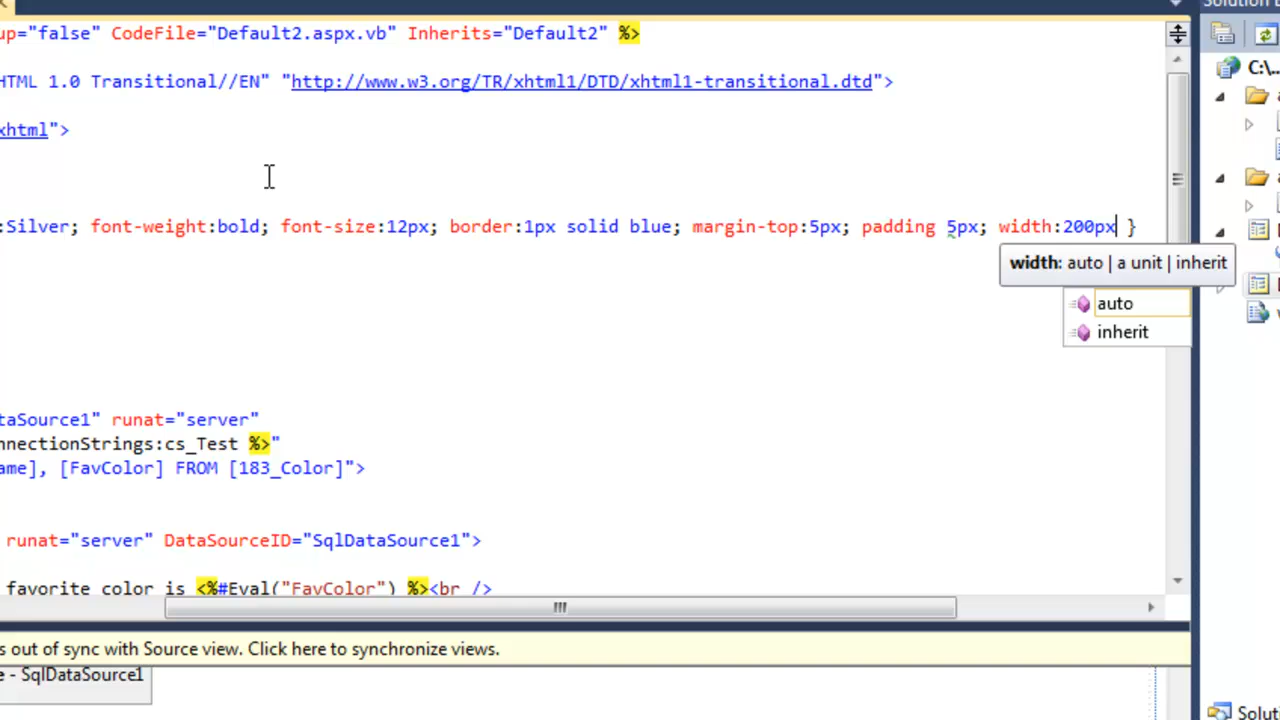 Solution E
up="false" CodeFile="Default2.aspx.vb" Inherits="Default2" %>
C:\...
HTML 1.0 Transitional//EN" "http://www.w3.org/TR/xhtml1/DTD/xhtml1-transitional.dtd">
xhtml">
:Silver; font-weight:bold; font-size:12px; border:1px solid blue; margin-top:5px; padding 5px; width:200px }
width: auto | a unit | inherit
auto
inherit
taSource1" runat="server"
nnectionStrings:cs_Test %>"
ame], [FavColor] FROM [183_Color]">
runat="server" DataSourceID="SqlDataSource1">
favorite color is <%#Eval("FavColor") %><br />
s out of sync with Source view. Click here to synchronize views.
e - SqlDataSource1
Soluti